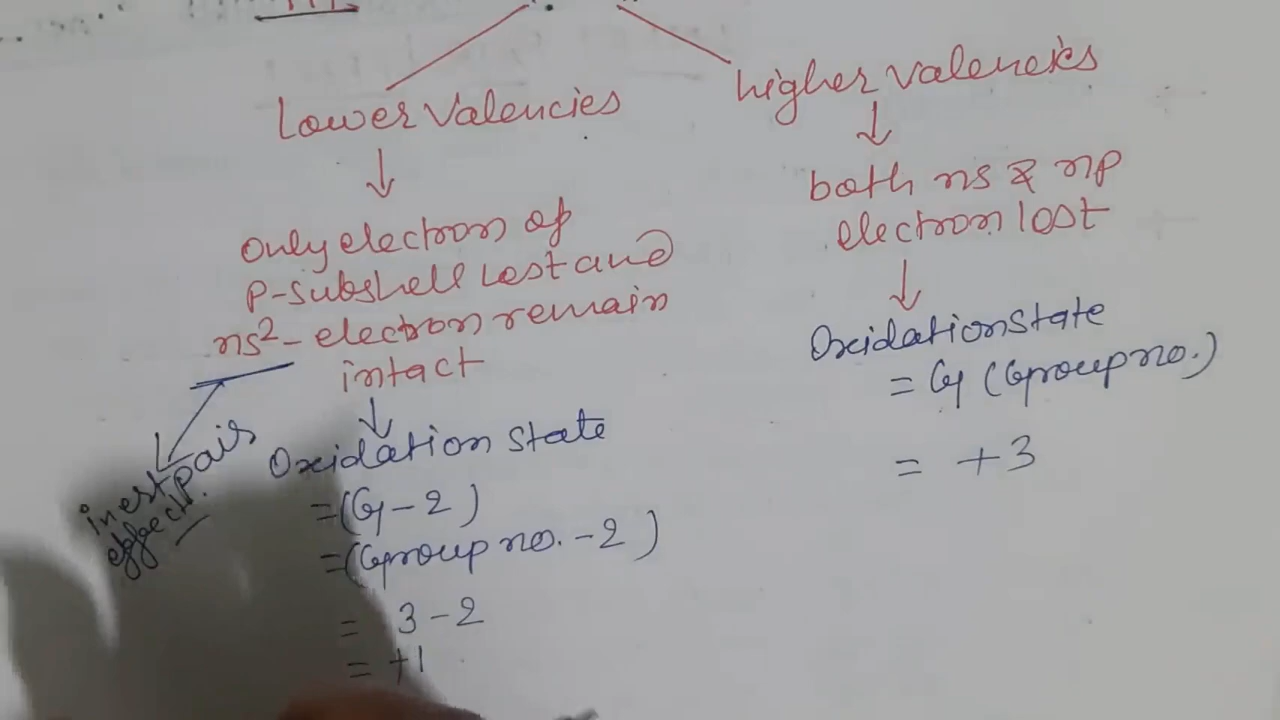 Lower Valencies
↓
only electron of
P-subshell lost and
ns²- electron remain
intact
↓
inert pair
effect.
Oxidation state
=(G-2)
=(Group no. -2)
= 3-2
= +1
higher valencies
↓
both ns & np
electron lost
↓
Oxidation State
= G (Group no.)
= +3